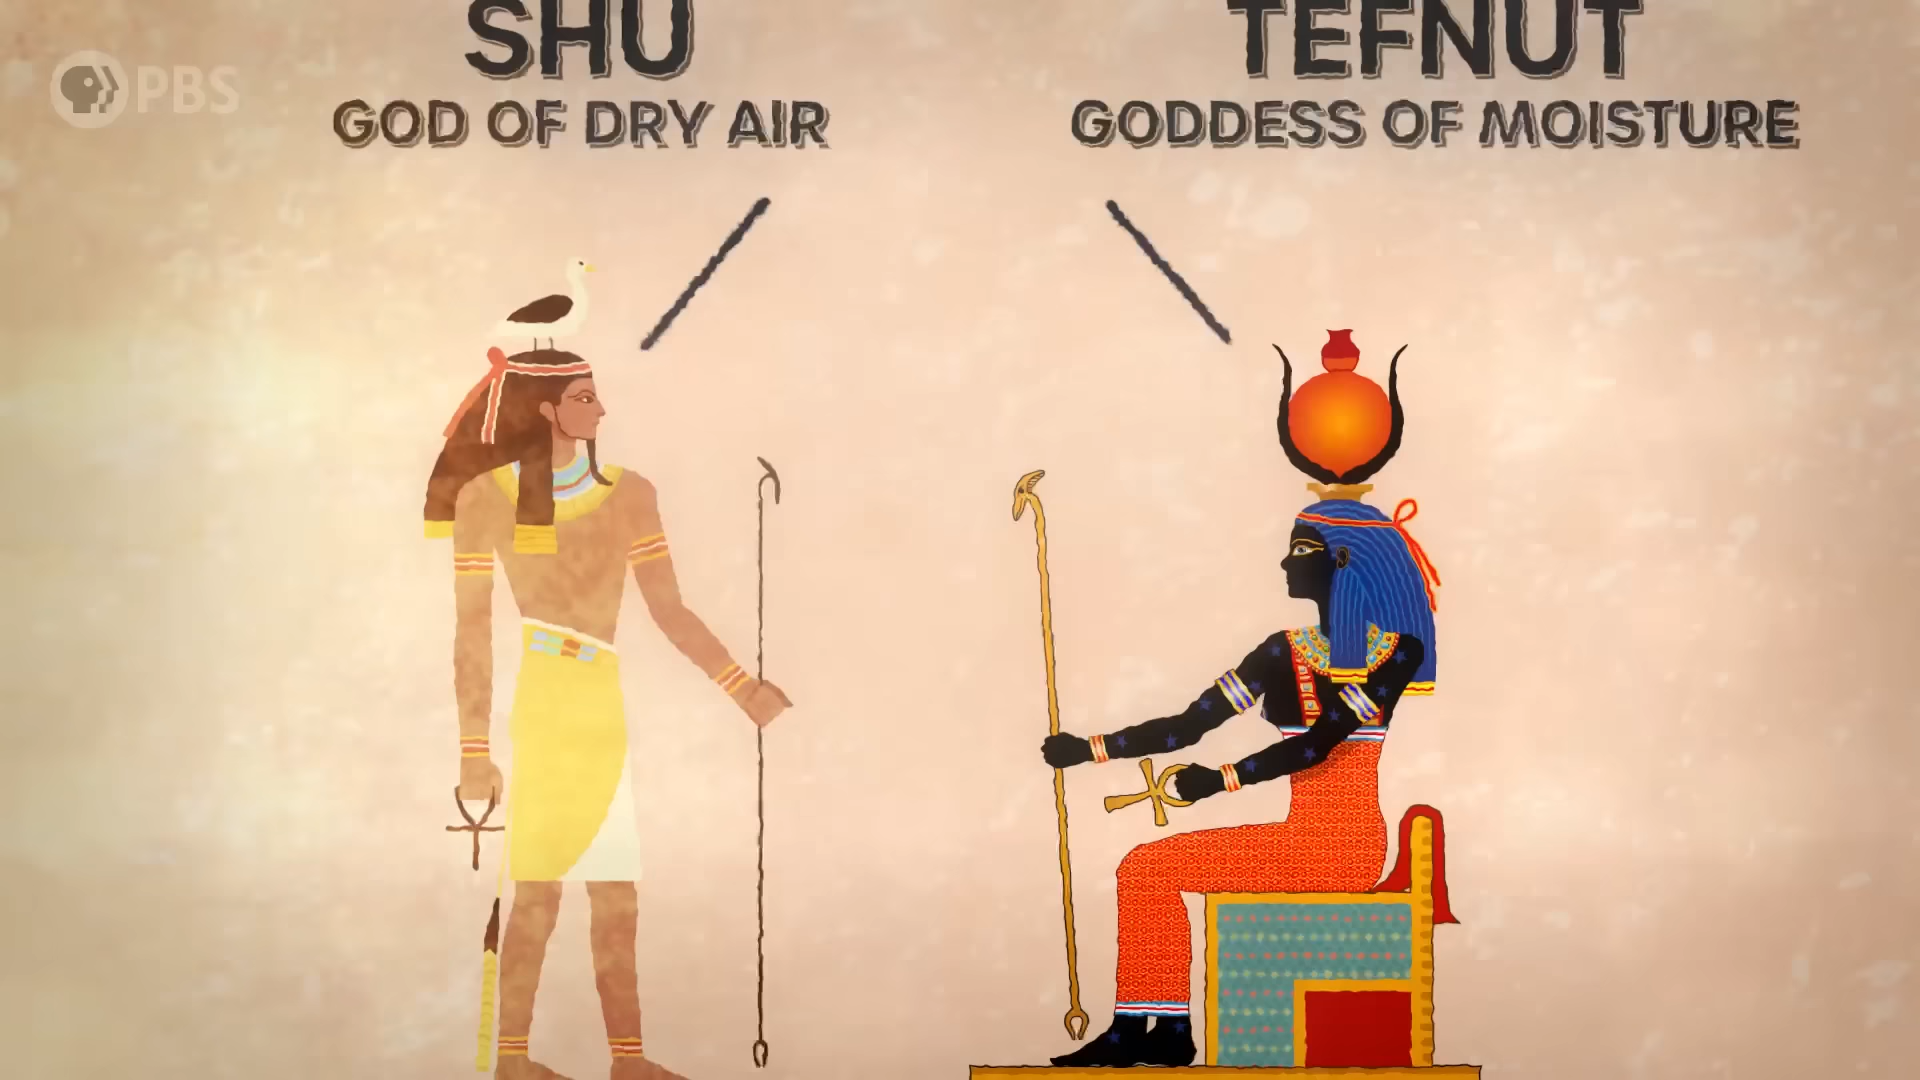 SHU
GOD OF DRY AIR
TEFNUT
GODDESS OF MOISTURE
PBS